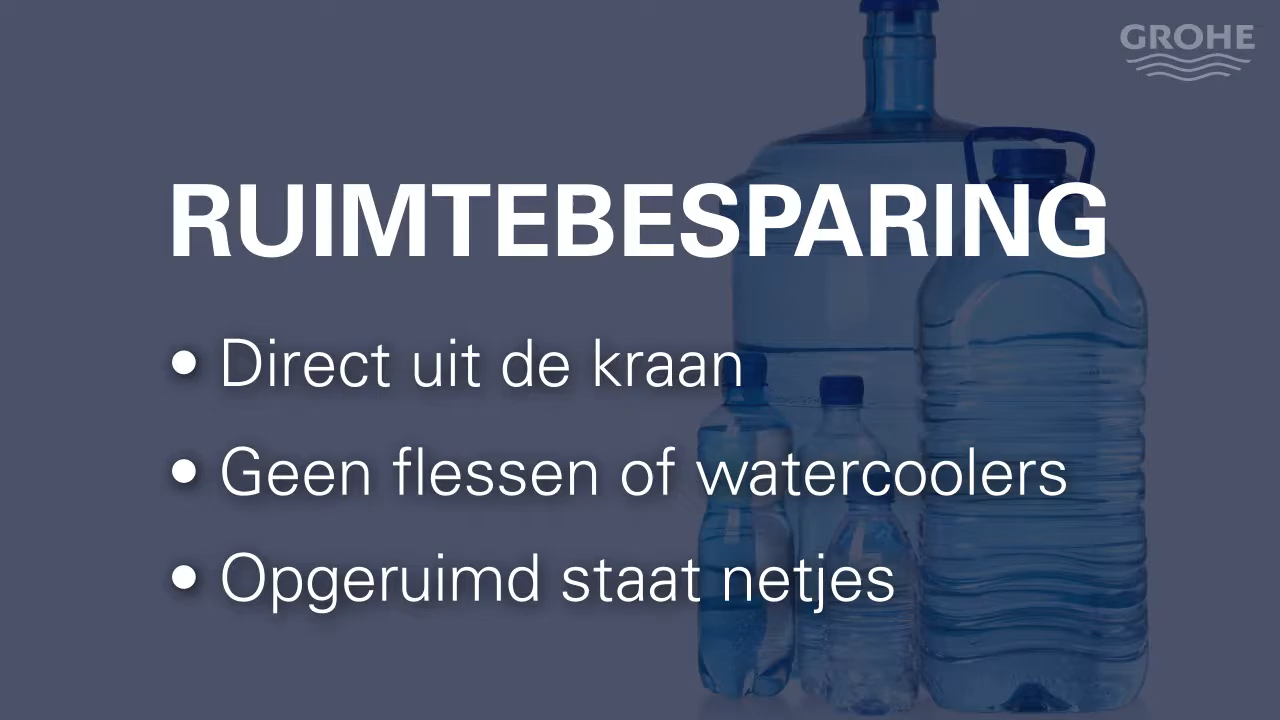 GROHE
RUIMTEBESPARING
• Direct uit de kraan
• Geen flessen of watercoolers
• Opgeruimd staat netjes